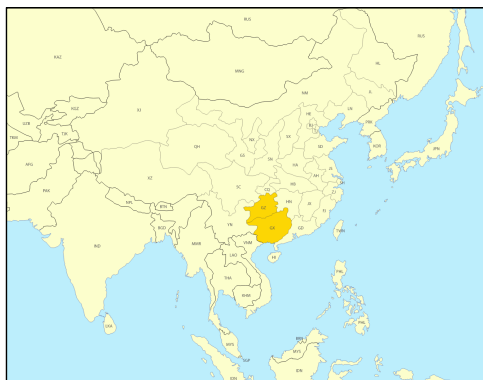 RUS
RUS
KAZ
HL
MNG
JL
NM
LN
XJ
UZB
KGZ
HE
BJ
PRK
TKM
TJK
NX
SX
SD
KOR
JPN
QH
GS
SN
AFG
HA
JS
XZ
AH
SH
PAK
SC
CQ
HB
ZJ
NPL
GZ
HN
JX
BTN
FJ
YN
GX
GD
TWN
IND
BGD
MMR
VNM
LAO
HI
THA
PHL
KHM
LKA
PHL
BRN
MYS
MYS
SGP
IDN
IDN